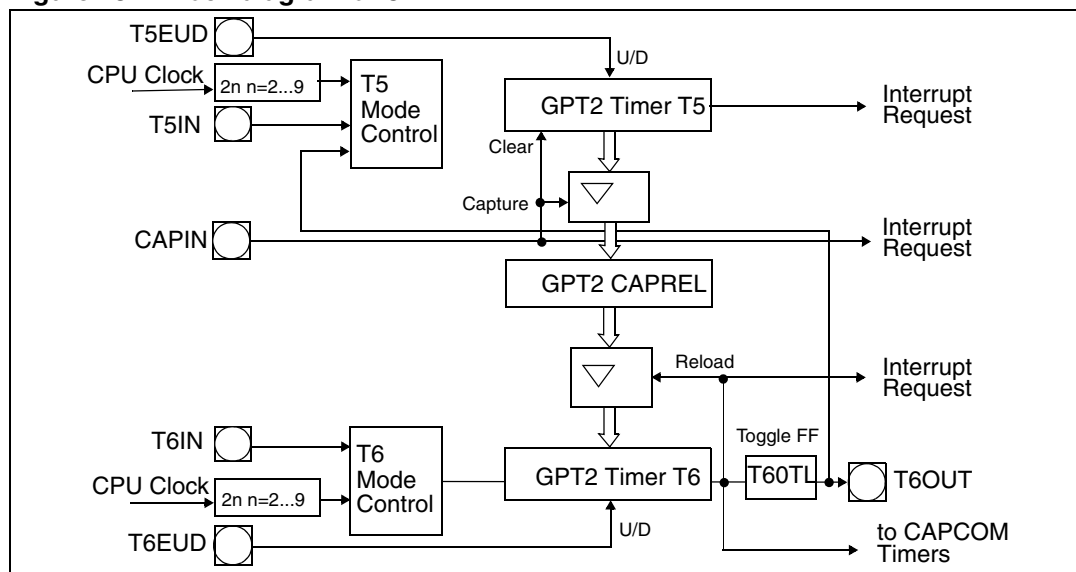 T5EUD
U/D
CPU Clock
2n n=2...9
T5
Mode
Control
GPT2 Timer T5
Interrupt
Request
T5IN
Clear
Capture
CAPIN
Interrupt
Request
GPT2 CAPREL
Reload
Interrupt
Request
T6IN
T6
Mode
Control
Toggle FF
GPT2 Timer T6
T60TL
T6OUT
CPU Clock
2n n=2...9
U/D
T6EUD
to CAPCOM
Timers